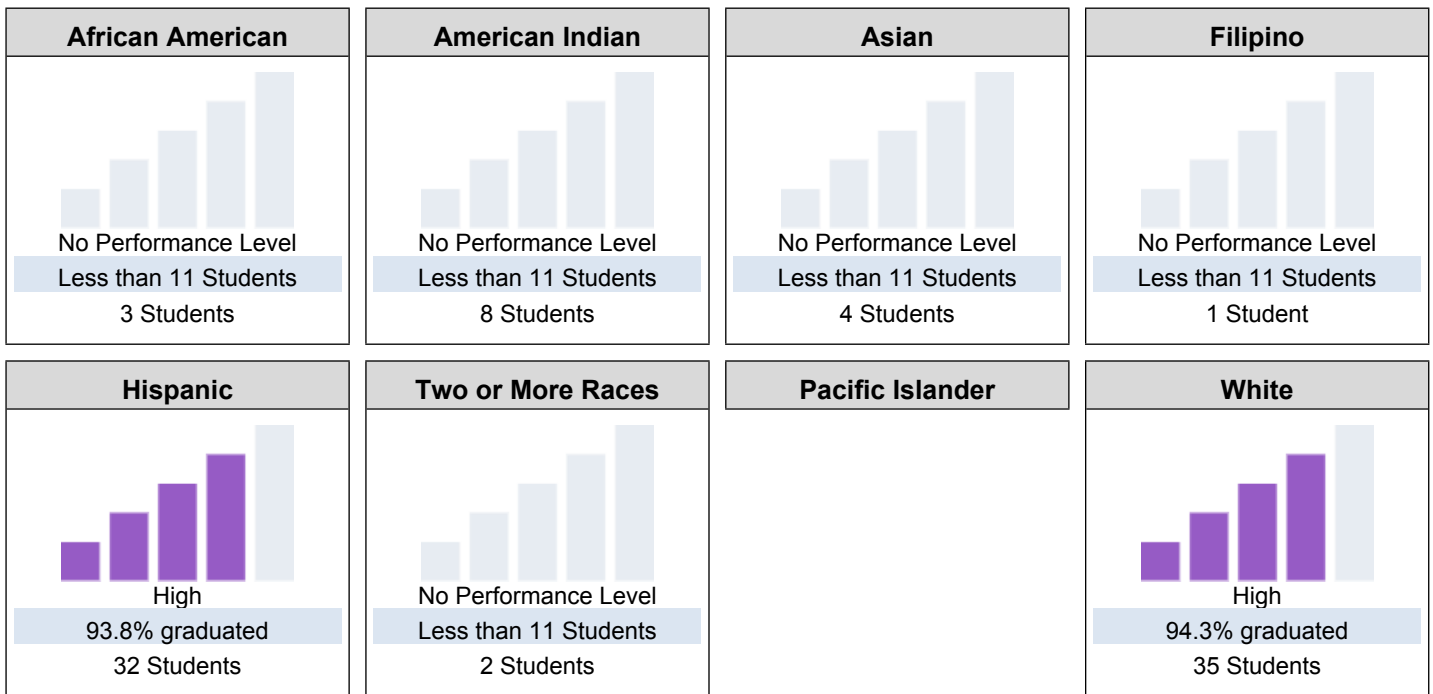 African American
No Performance Level
Less than 11 Students
3 Students
American Indian
No Performance Level
Less than 11 Students
8 Students
Asian
No Performance Level
Less than 11 Students
4 Students
Filipino
No Performance Level
Less than 11 Students
1 Student
Hispanic
High
93.8% graduated
32 Students
Two or More Races
No Performance Level
Less than 11 Students
2 Students
Pacific Islander
White
High
94.3% graduated
35 Students